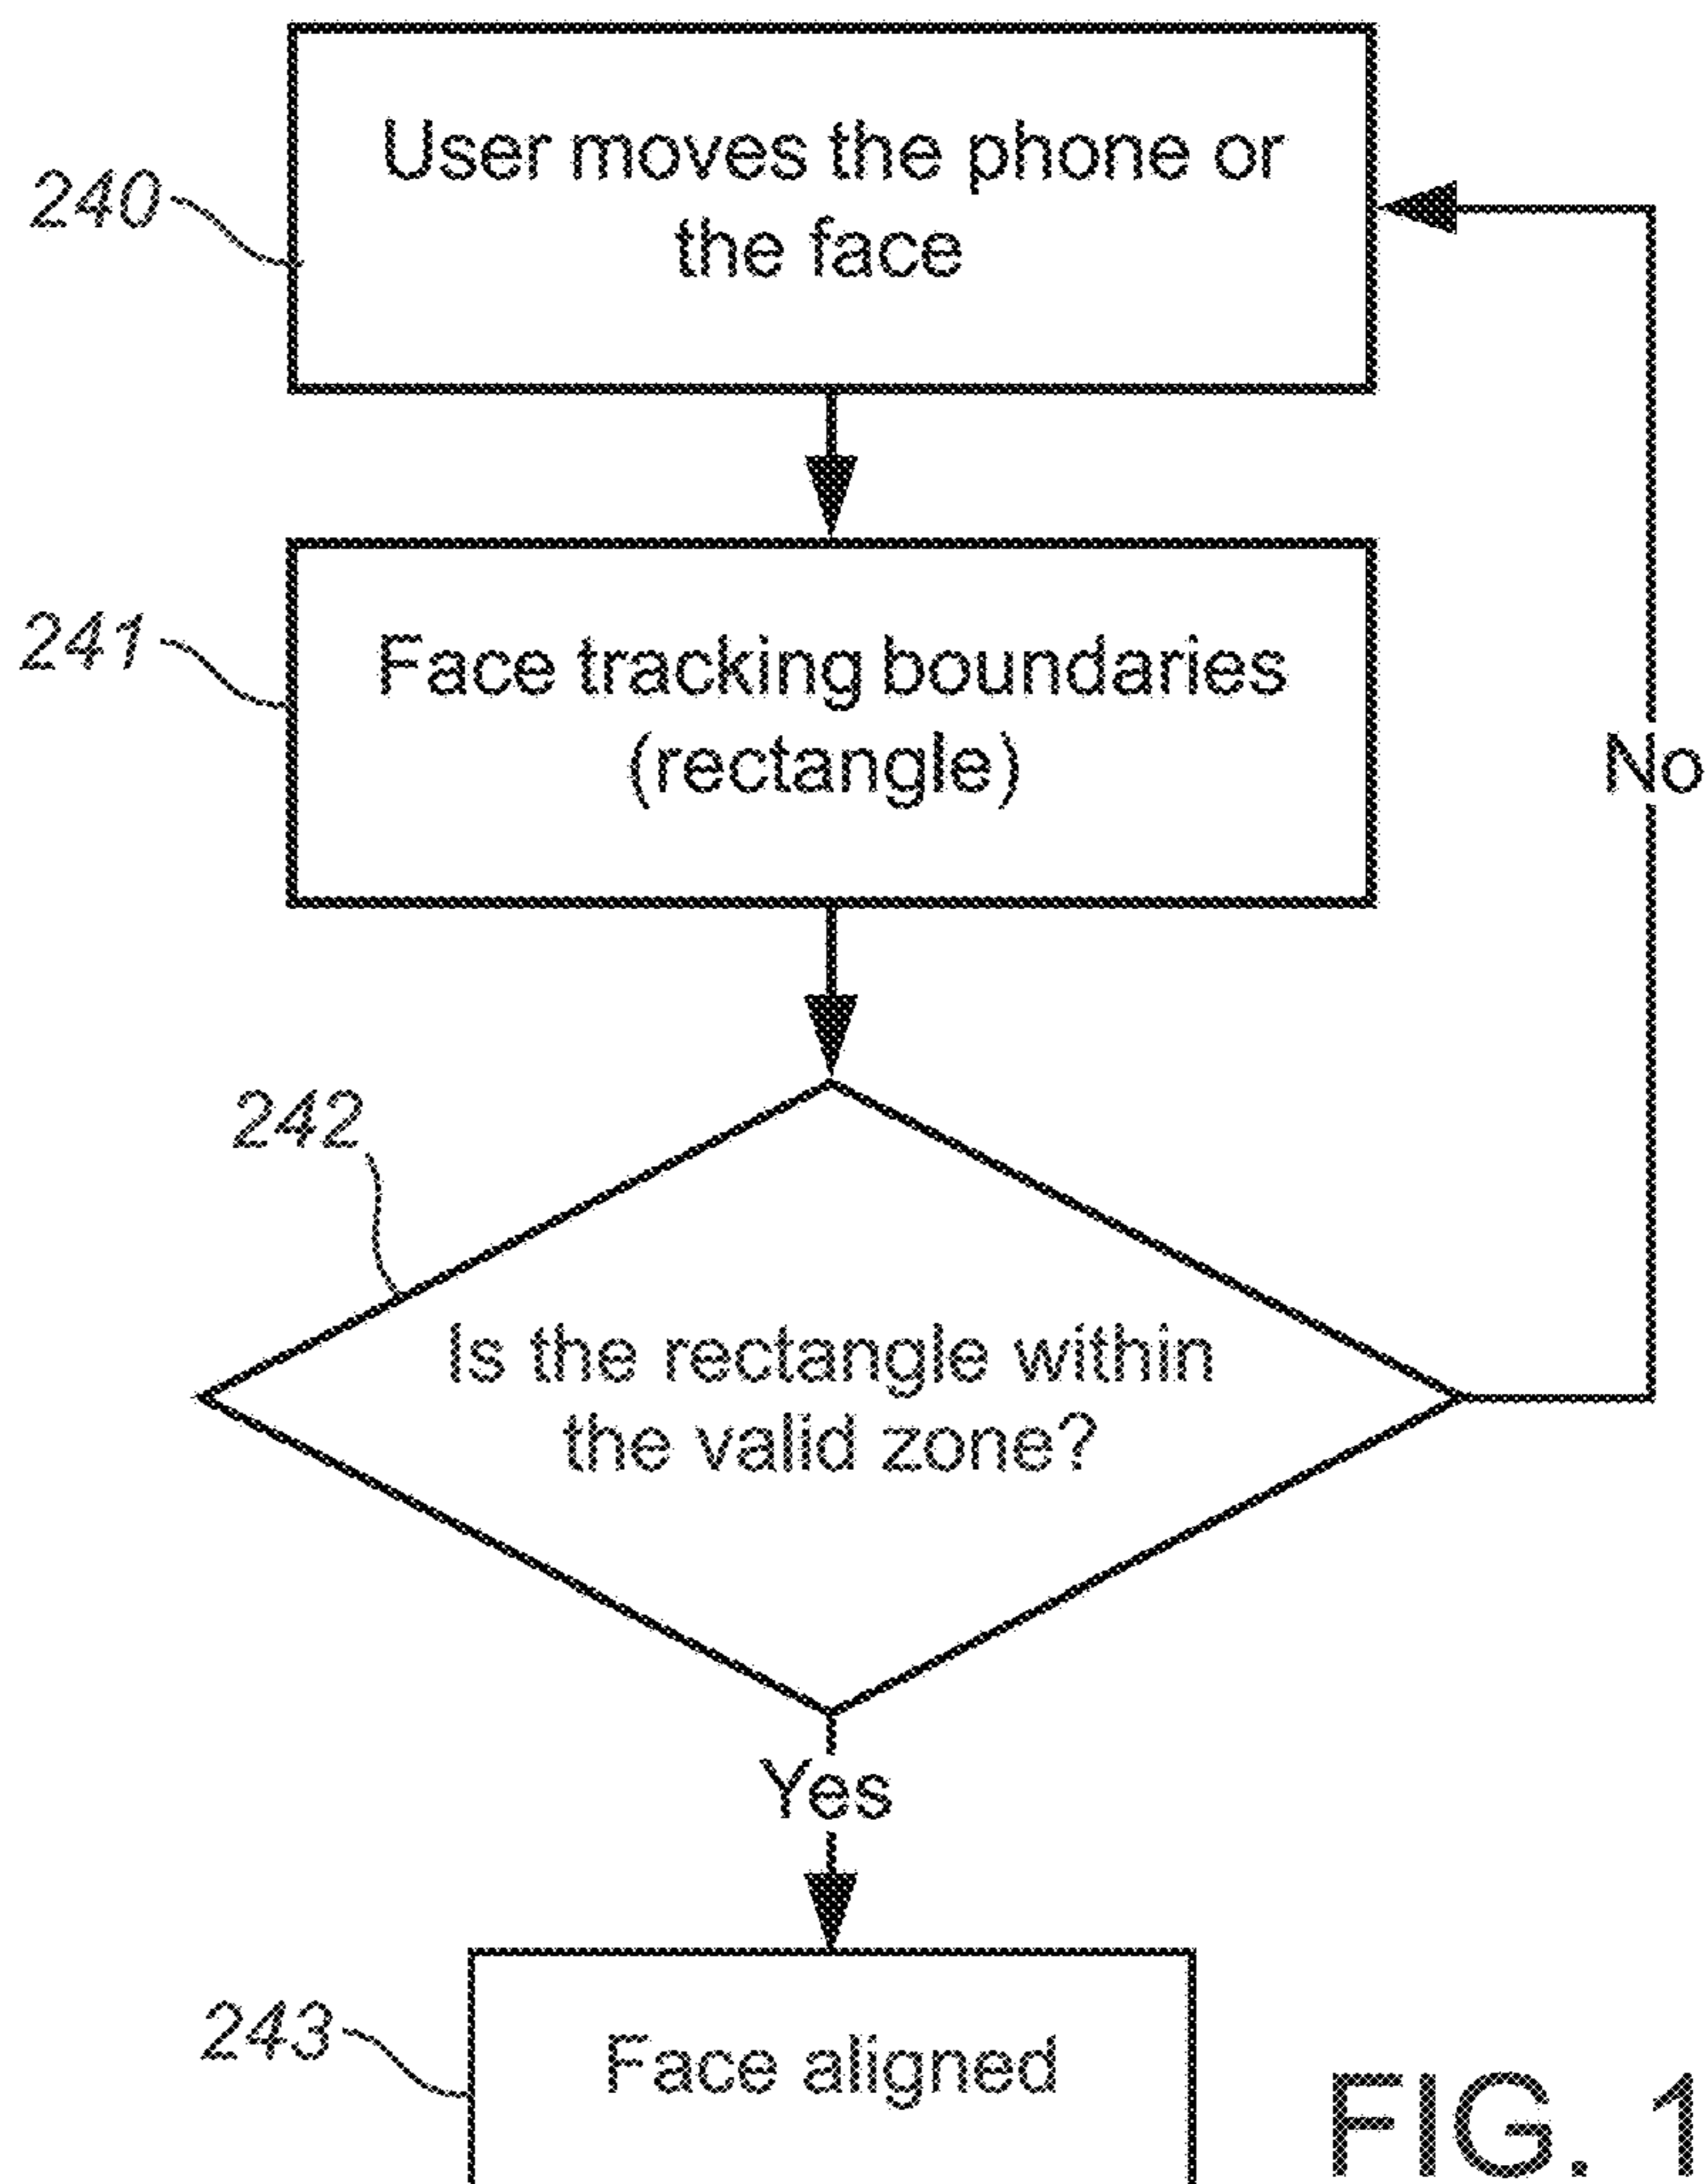 240
User moves the phone or
the face
241
Face tracking boundaries
(rectangle)
No
242
Is the rectangle within
the valid zone?
Yes
243
Face aligned
FIG. 1